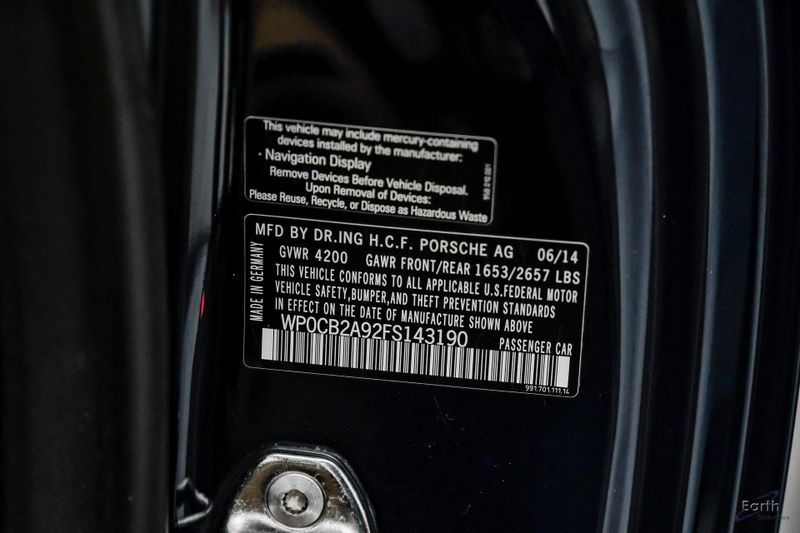 This vehicle may include mercury-containing
devices installed by the manufacturer:
· Navigation Display
Remove Devices Before Vehicle Disposal.
Upon Removal of Devices:
Please Reuse, Recycle, or Dispose as Hazardous Waste
MFD BY DR.ING H.C.F. PORSCHE AG 06/14
GVWR 4200 GAWR FRONT/REAR 1653/2657 LBS
THIS VEHICLE CONFORMS TO ALL APPLICABLE U.S.FEDERAL MOTOR
VEHICLE SAFETY,BUMPER,AND THEFT PREVENTION STANDARDS
IN EFFECT ON THE DATE OF MANUFACTURE SHOWN ABOVE
WP0CB2A92FS143190 PASSENGER CAR
MADE IN GERMANY
991.701.111.14
Earth